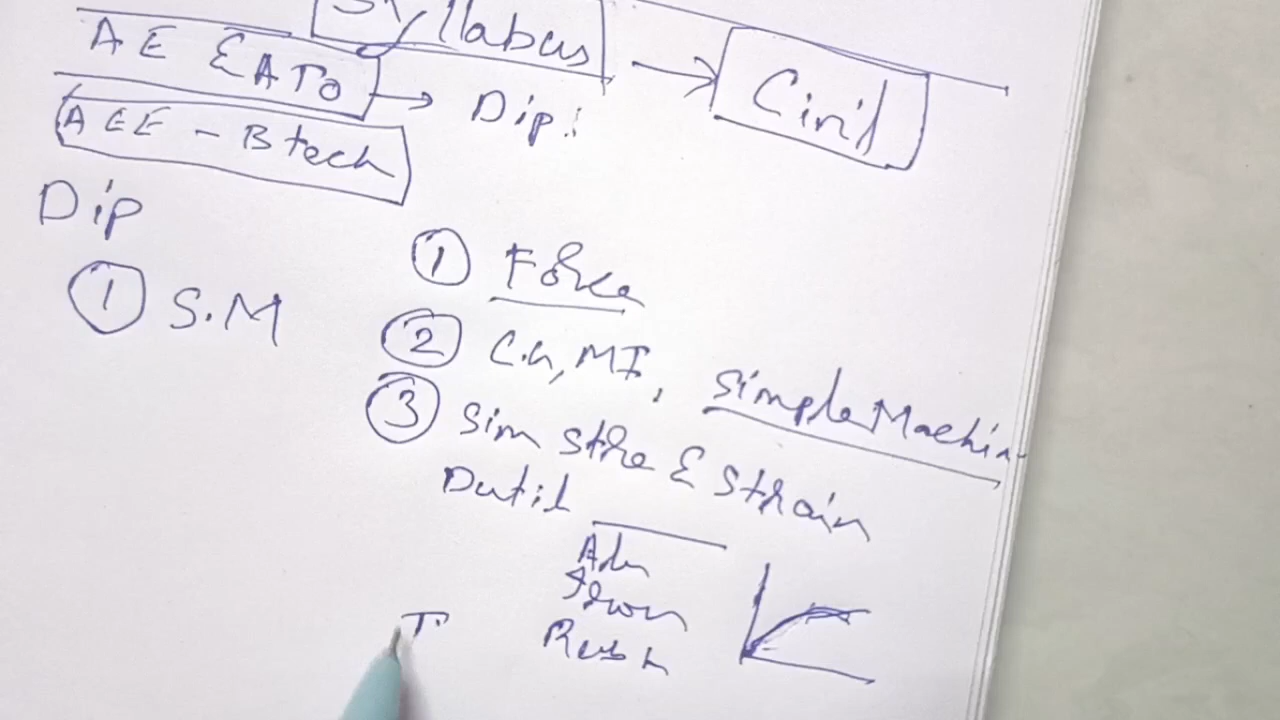 Syllabus → Civil
AE & ATO → Dip:
AEE - Btech
Dip
① S.M
① Force
② C.G, MI, Simple Machin
③ Sim Stre & Strain
Dutil
T